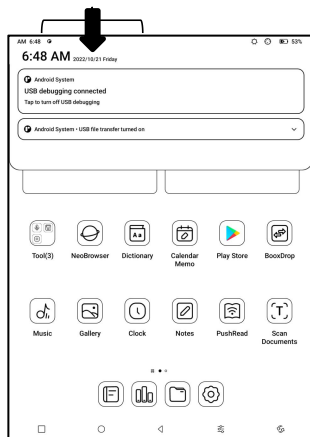 AM 6:48 53%
6:48 AM 2022/10/21 Friday
Android System
USB debugging connected
Tap to turn off USB debugging
Android System • USB file transfer turned on
Tool(3) NeoBrowser Dictionary Calendar Memo Play Store BooxDrop
Music Gallery Clock Notes PushRead Scan Documents